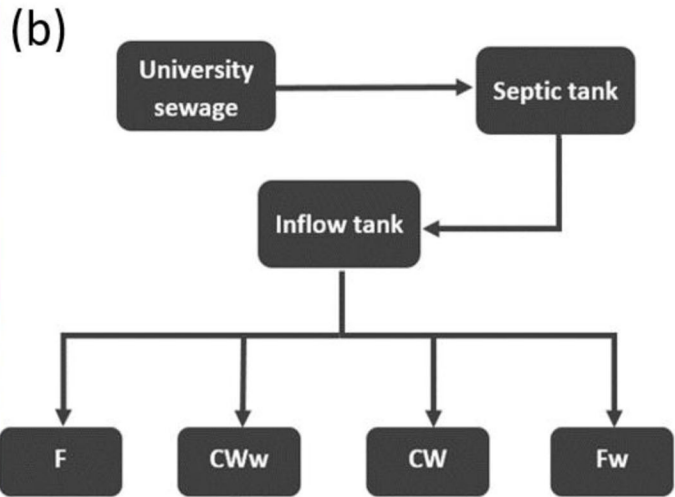 (b)
University
sewage
Septic tank
Inflow tank
F
CWw
CW
Fw